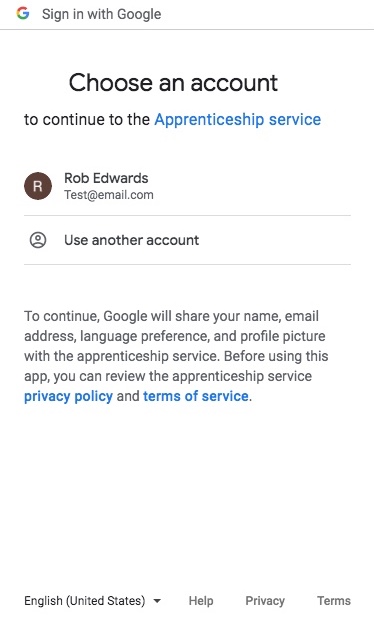 Sign in with Google
Choose an account
to continue to the Apprenticeship service
R
Rob Edwards
Test@email.com
Use another account
To continue, Google will share your name, email
address, language preference, and profile picture
with the apprenticeship service. Before using this
app, you can review the apprenticeship service
privacy policy and terms of service.
English (United States)
Help
Privacy
Terms